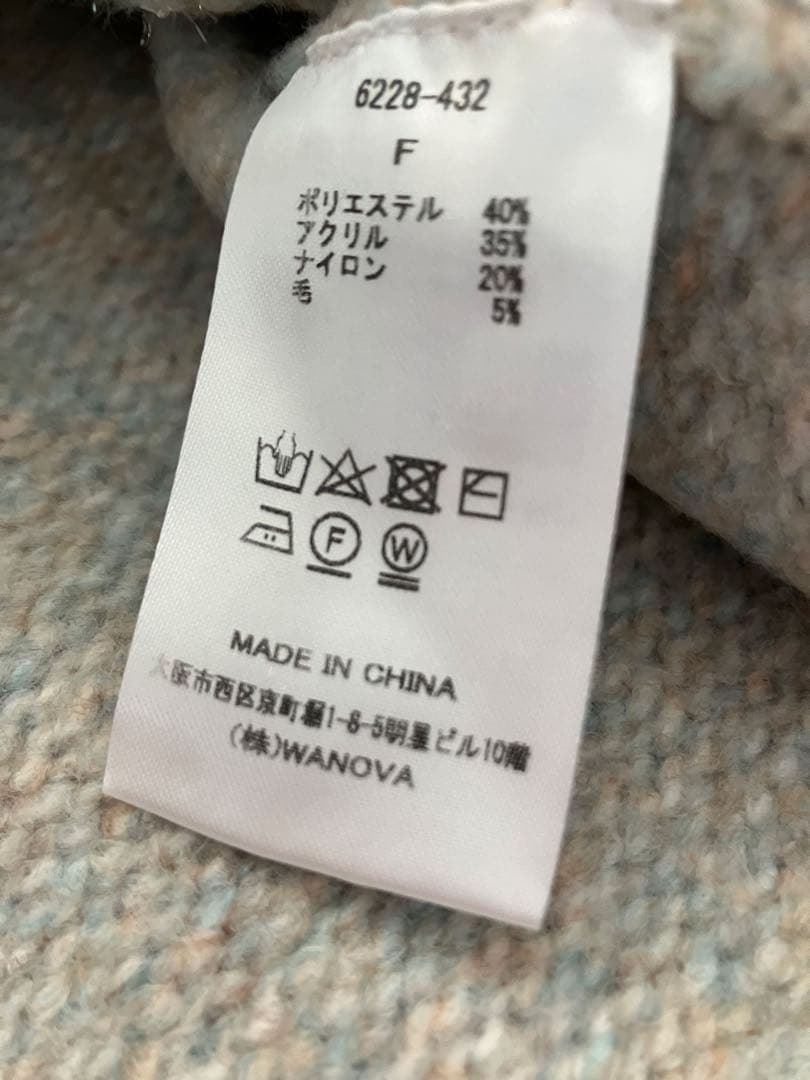 6228-432
F
ポリエステル 40%
アクリル 35%
ナイロン 20%
毛 5%
F W
MADE IN CHINA
大阪市西区京町堀1-8-5明星ビル10階
(株)WANOVA